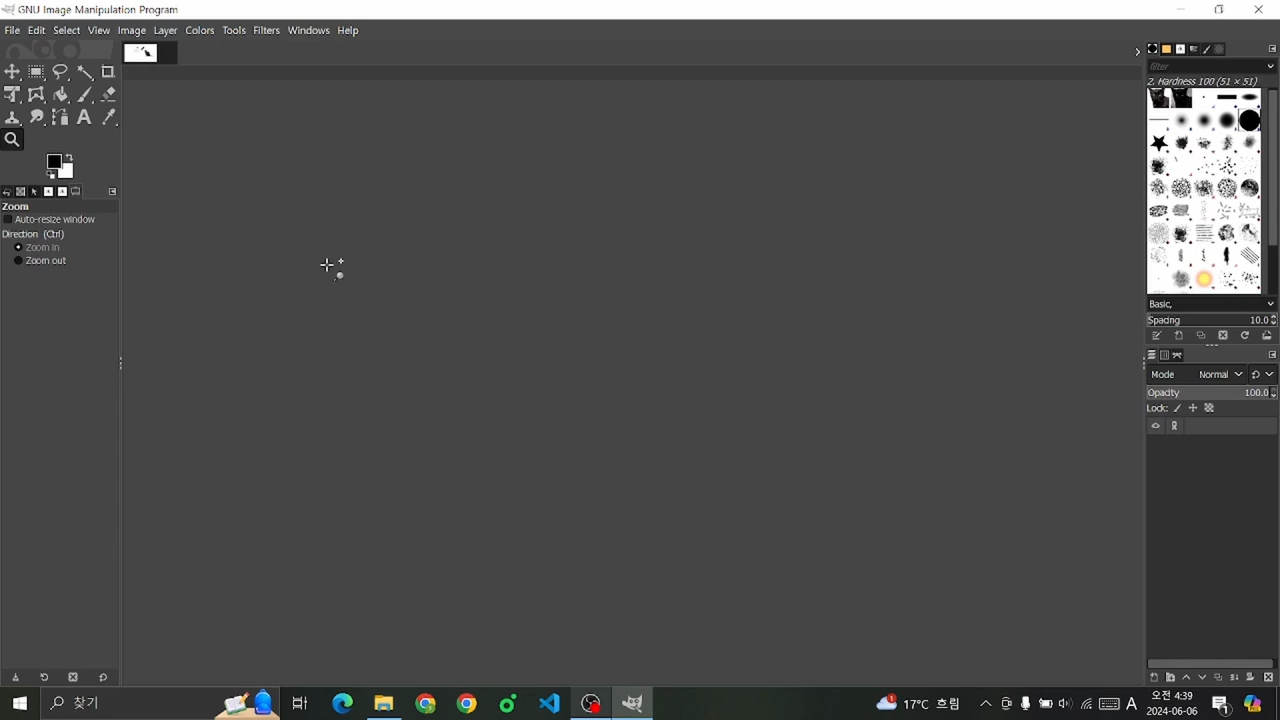 GNU Image Manipulation Program
File Edit Select View Image Layer Colors Tools Filters Windows Help
filter
2. Hardness 100 (51 × 51)
Zoom
Auto-resize window
Direction (Ctrl)
Zoom in
Zoom out
Basic,
Spacing 10.0
Mode Normal
Opacity 100.0
Lock:
찾기
1 17°C 흐림 A 오전 4:39
2024-06-06 1